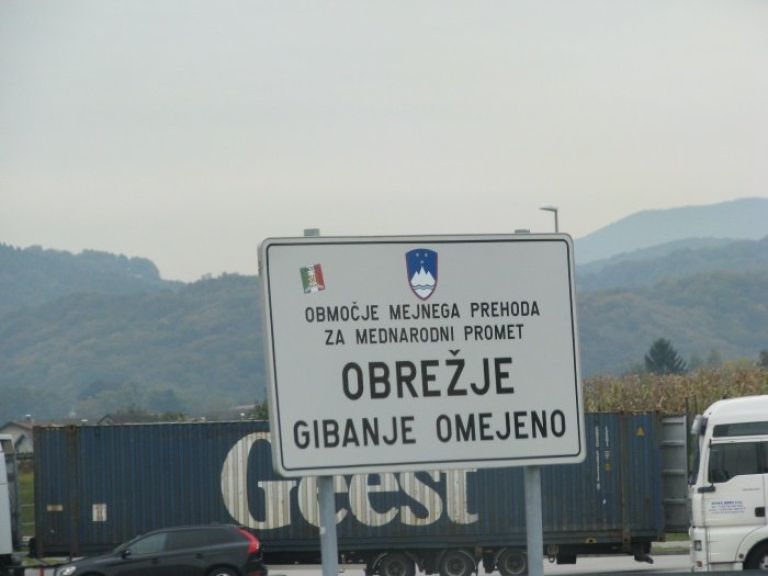 OBMOČJE MEJNEGA PREHODA
ZA MEDNARODNI PROMET
OBREŽJE
GIBANJE OMEJENO
Geest